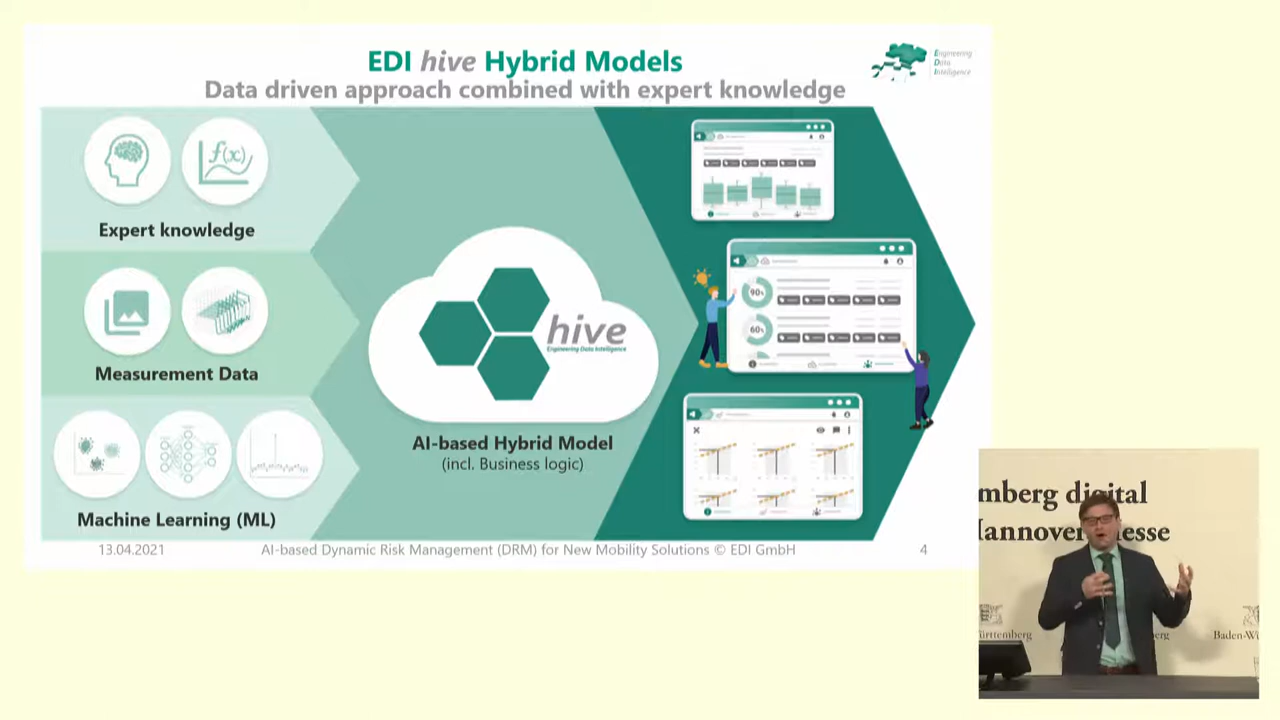 EDI hive Hybrid Models
Data driven approach combined with expert knowledge
Engineering
Data
Intelligence
f(x)
Expert knowledge
Measurement Data
Machine Learning (ML)
hive
Engineering Data Intelligence
AI-based Hybrid Model
(incl. Business logic)
90%
60%
13.04.2021
AI-based Dynamic Risk Management (DRM) for New Mobility Solutions © EDI GmbH
4
mberg digital
Hannover Messe
ürttemberg
erg
Baden-Wü